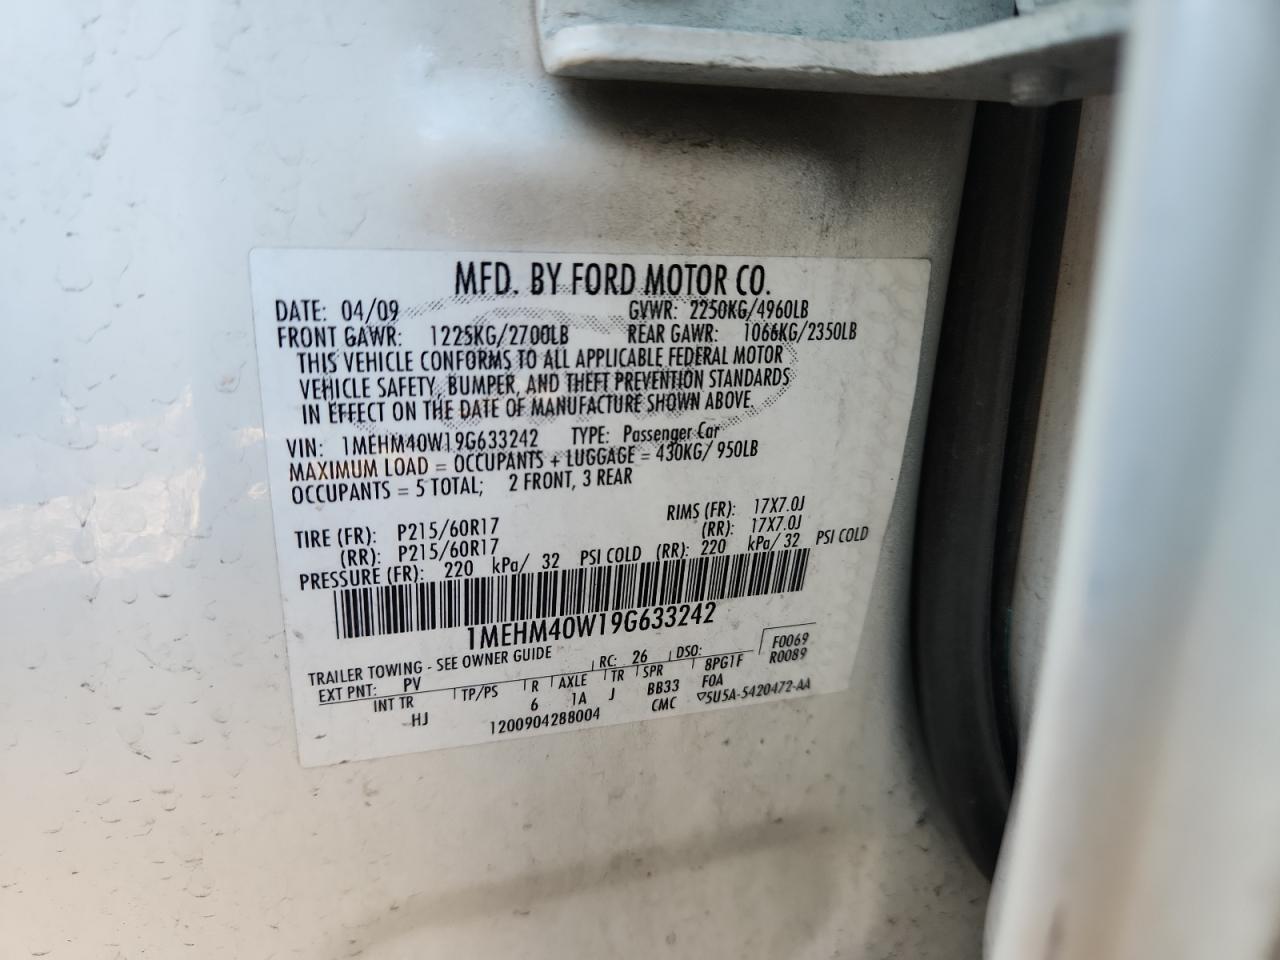 MFD. BY FORD MOTOR CO.
DATE: 04/09 GVWR: 2250KG/4960LB
FRONT GAWR: 1225KG/2700LB REAR GAWR: 1066KG/2350LB
THIS VEHICLE CONFORMS TO ALL APPLICABLE FEDERAL MOTOR
VEHICLE SAFETY, BUMPER, AND THEFT PREVENTION STANDARDS
IN EFFECT ON THE DATE OF MANUFACTURE SHOWN ABOVE.
VIN: 1MEHM40W19G633242 TYPE: Passenger Car
MAXIMUM LOAD = OCCUPANTS + LUGGAGE = 430KG/ 950LB
OCCUPANTS = 5 TOTAL; 2 FRONT, 3 REAR
TIRE (FR): P215/60R17 RIMS (FR): 17X7.0J
(RR): P215/60R17 (RR): 17X7.0J
PRESSURE (FR): 220 kPa/ 32 PSI COLD (RR): 220 kPa/ 32 PSI COLD
1MEHM40W19G633242
TRAILER TOWING - SEE OWNER GUIDE RC: 26 DSO: F0069
EXT PNT: PV 8PG1F R0089
INT TR TP/PS R AXLE TR SPR F0A
HJ 6 1A J BB33
1200904288004 CMC ▽5U5A-5420472-AA